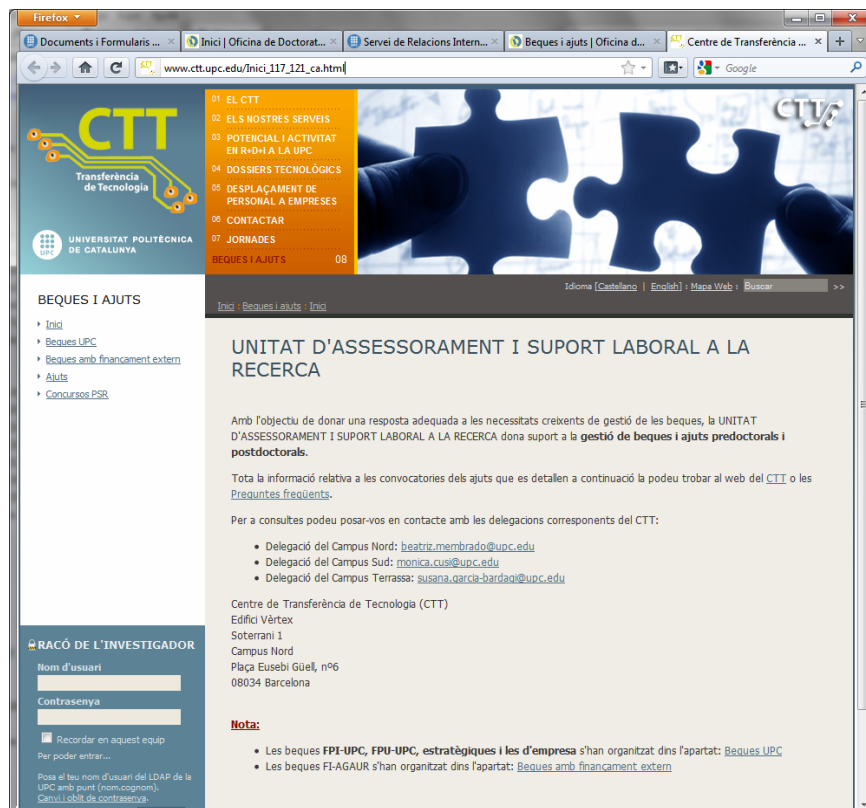 Firefox
Documents i Formularis ...
Inici | Oficina de Doctorat...
Servei de Relacions Intern...
Beques i ajuts | Oficina d...
Centre de Transferència ...
www.ctt.upc.edu/Inici_117_121_ca.html
Google
CTT
Transferència
de Tecnologia
UPC
UNIVERSITAT POLITÈCNICA
DE CATALUNYA
01 EL CTT
02 ELS NOSTRES SERVEIS
03 POTENCIAL I ACTIVITAT
EN R+D+I A LA UPC
04 DOSSIERS TECNOLÒGICS
05 DESPLAÇAMENT DE
PERSONAL A EMPRESES
06 CONTACTAR
07 JORNADES
BEQUES I AJUTS 08
CTT
Idioma [Castellano | English] : Mapa Web : Buscar >>
Inici : Beques i ajuts : Inici
BEQUES I AJUTS
Inici
Beques UPC
Beques amb finançament extern
Ajuts
Concursos PSR
UNITAT D'ASSESSORAMENT I SUPORT LABORAL A LA
RECERCA
Amb l'objectiu de donar una resposta adequada a les necessitats creixents de gestió de les beques, la UNITAT
D'ASSESSORAMENT I SUPORT LABORAL A LA RECERCA dona suport a la gestió de beques i ajuts predoctorals i
postdoctorals.
Tota la informació relativa a les convocatories dels ajuts que es detallen a continuació la podeu trobar al web del CTT o les
Preguntes freqüents.
Per a consultes podeu posar-vos en contacte amb les delegacions corresponents del CTT:
• Delegació del Campus Nord: beatriz.membrado@upc.edu
• Delegació del Campus Sud: monica.cusi@upc.edu
• Delegació del Campus Terrassa: susana.garcia-bardagi@upc.edu
Centre de Transferència de Tecnologia (CTT)
Edifici Vèrtex
Soterrani 1
Campus Nord
Plaça Eusebi Güell, nº6
08034 Barcelona
Nota:
• Les beques FPI-UPC, FPU-UPC, estratègiques i les d'empresa s'han organitzat dins l'apartat: Beques UPC
• Les beques FI-AGAUR s'han organitzat dins l'apartat: Beques amb finançament extern
RACÓ DE L'INVESTIGADOR
Nom d'usuari
Contrasenya
Recordar en aquest equip
Per poder entrar...
Posa el teu nom d'usuari del LDAP de la
UPC amb punt (nom.cognom).
Canvi i oblit de contrasenya.